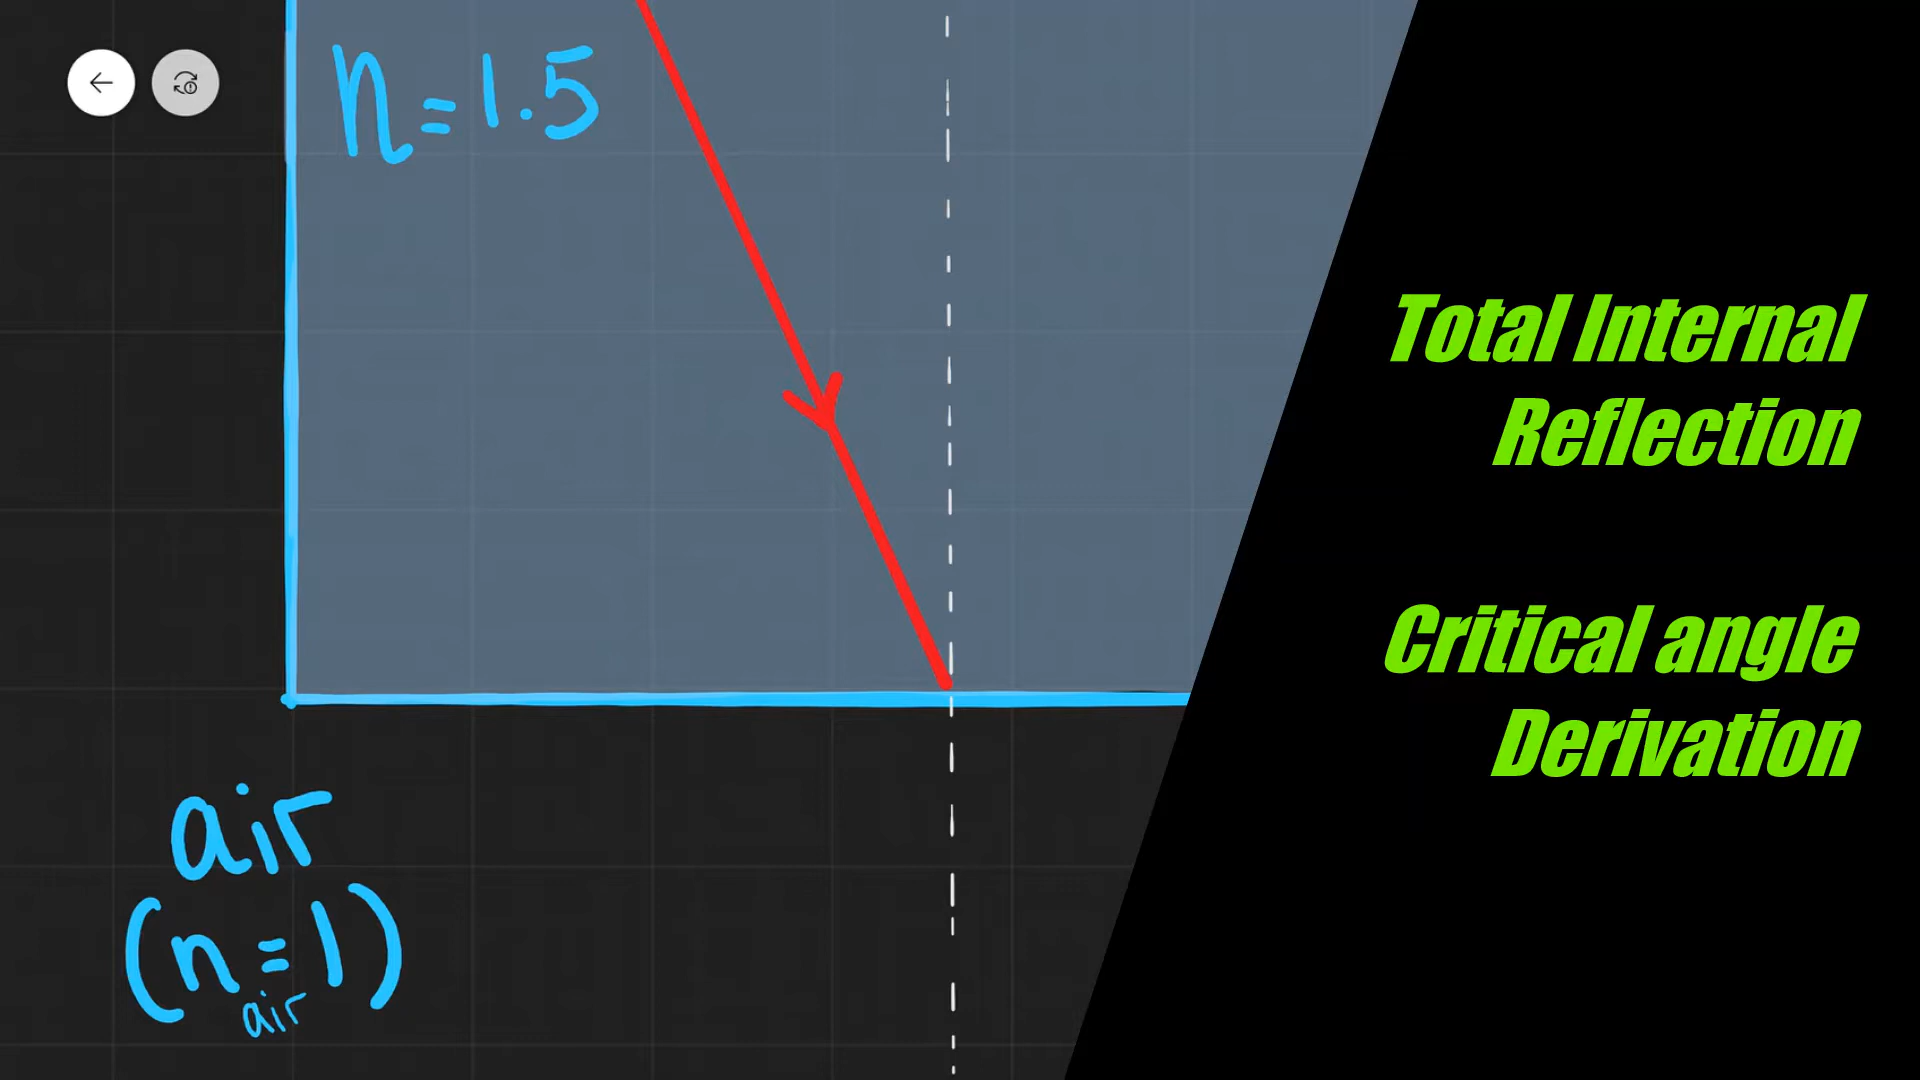 n=1.5
air
(n=1)
air
Total Internal
Reflection
Critical angle
Derivation